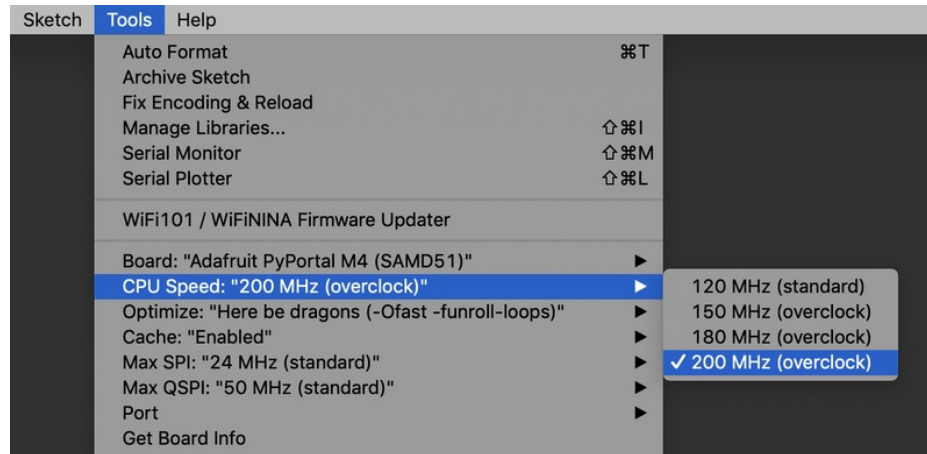 Sketch Tools Help
Auto Format ⌘T
Archive Sketch
Fix Encoding & Reload
Manage Libraries... ⇧⌘I
Serial Monitor ⇧⌘M
Serial Plotter ⇧⌘L
WiFi101 / WiFiNINA Firmware Updater
Board: "Adafruit PyPortal M4 (SAMD51)" ▶
CPU Speed: "200 MHz (overclock)" ▶
Optimize: "Here be dragons (-Ofast -funroll-loops)" ▶
Cache: "Enabled" ▶
Max SPI: "24 MHz (standard)" ▶
Max QSPI: "50 MHz (standard)" ▶
Port ▶
Get Board Info
120 MHz (standard)
150 MHz (overclock)
180 MHz (overclock)
✓ 200 MHz (overclock)